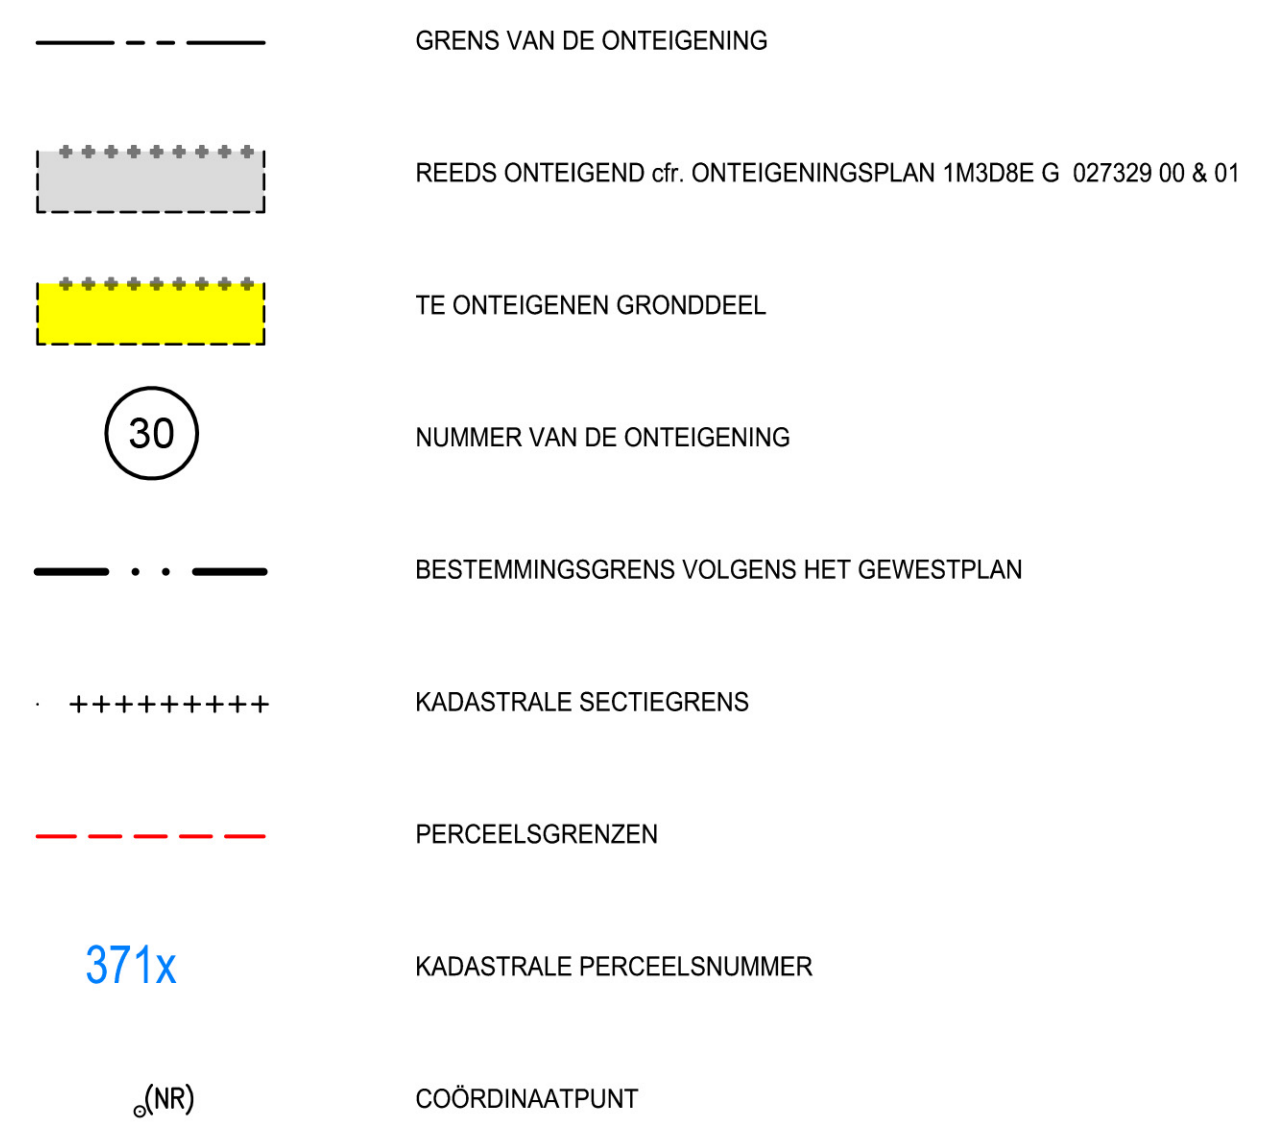 GRENS VAN DE ONTEIGENING
REEDS ONTEIGEND cfr. ONTEIGENINGSPLAN 1M3D8E G 027329 00 & 01
TE ONTEIGENEN GRONDDEEL
30 NUMMER VAN DE ONTEIGENING
BESTEMMINGSGRENS VOLGENS HET GEWESTPLAN
KADASTRALE SECTIEGRENS
PERCEELSGRENZEN
371x KADASTRALE PERCEELSNUMMER
(NR) COÖRDINAATPUNT